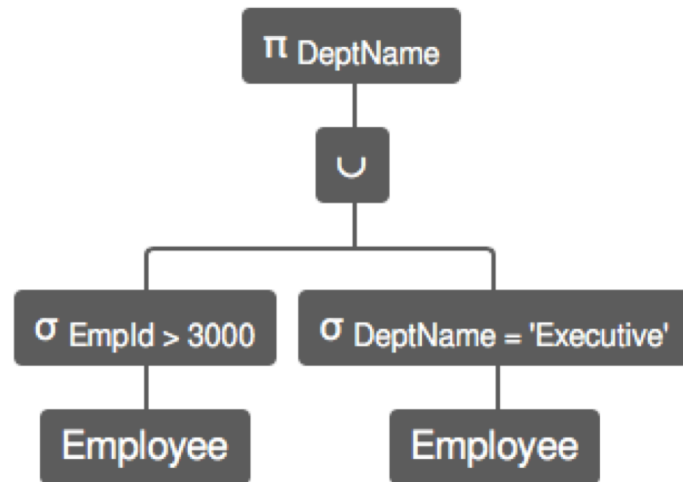 π DeptName
∪
σ EmpId > 3000
σ DeptName = 'Executive'
Employee
Employee